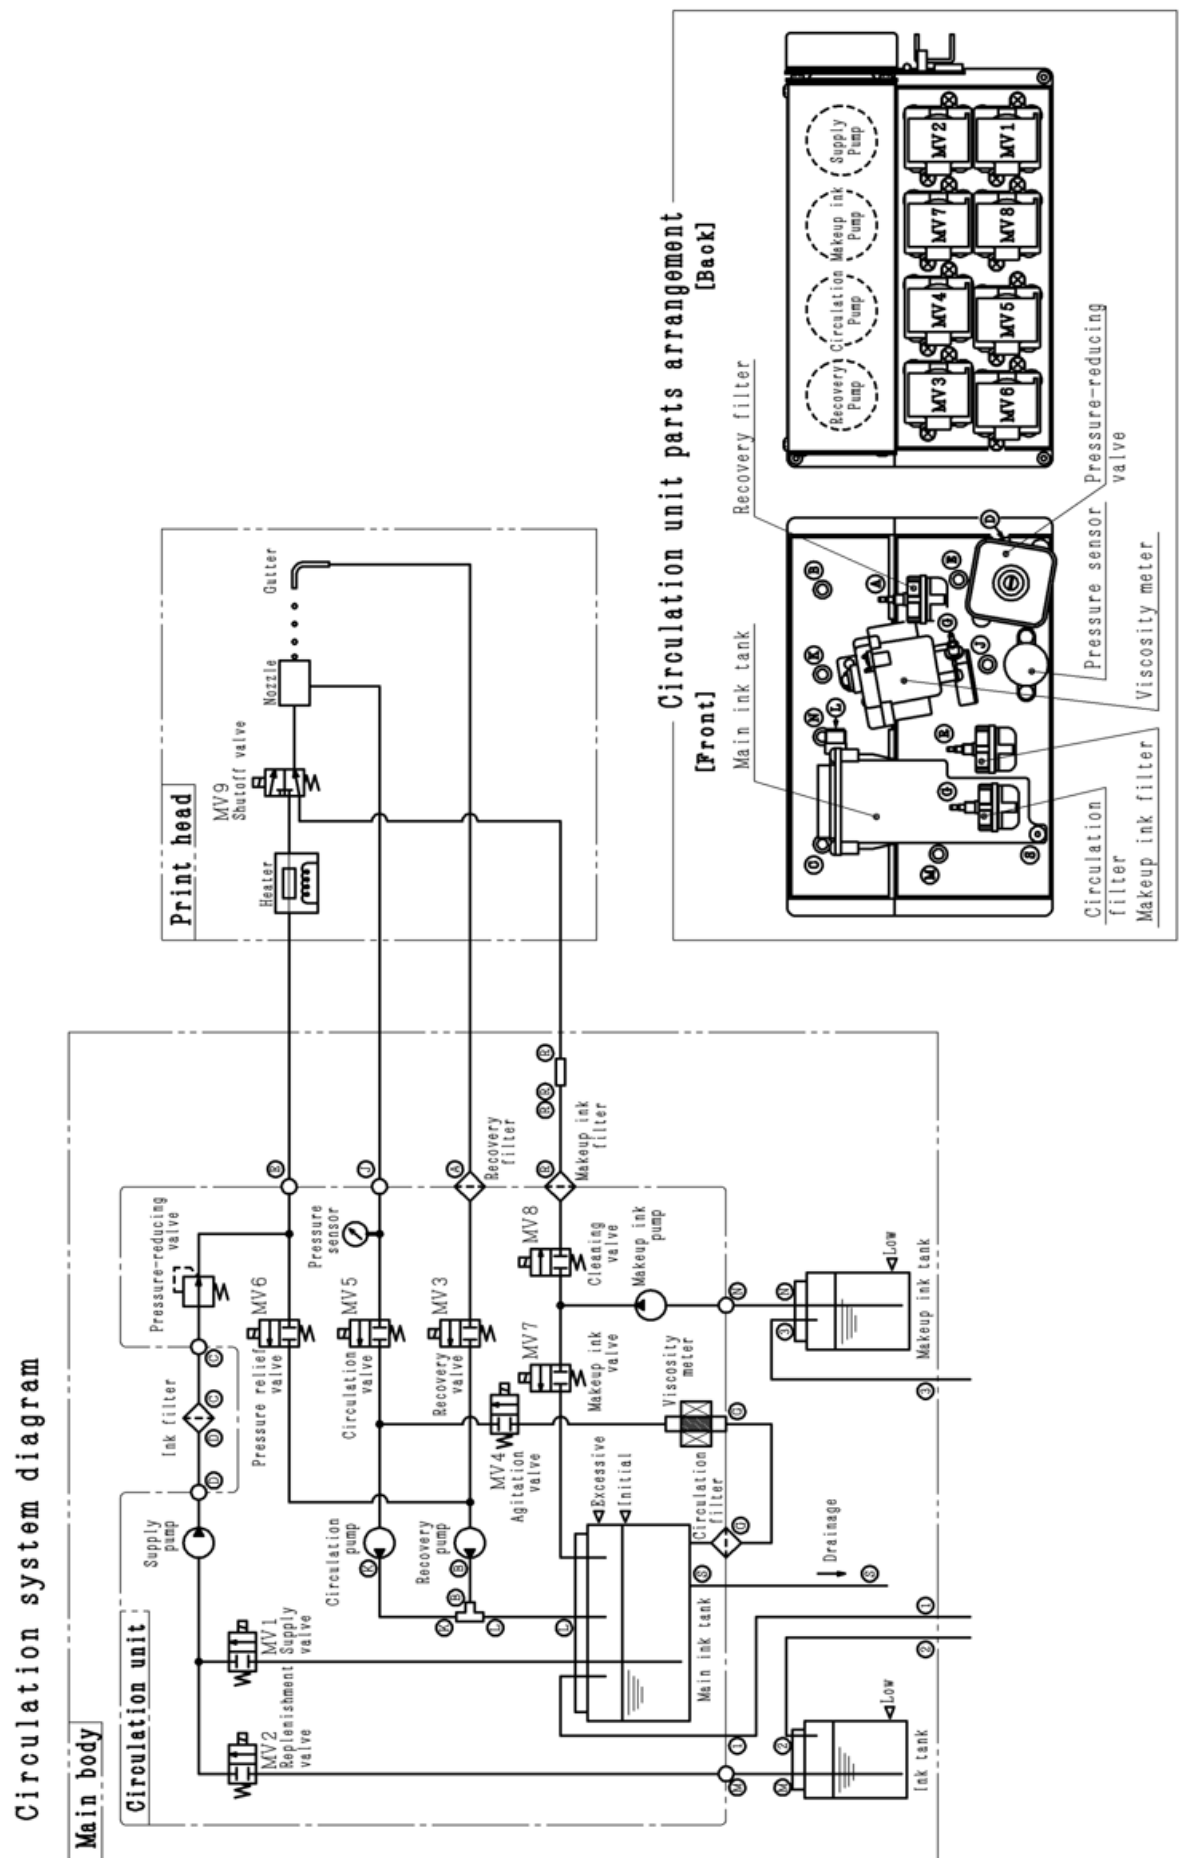 Circulation system diagram
Main body
Circulation unit
MV2
Replenishment
valve
MV1
Supply
valve
Supply
pump
D
D
Ink filter
C
C
Pressure-reducing
valve
Pressure relief
valve
MV6
E
Circulation
valve
MV5
Pressure
sensor
J
Circulation
pump
K
Recovery
pump
B
B
K
L
L
Recovery
valve
MV3
A
Recovery
filter
MV4
Agitation
valve
Makeup ink
valve
MV7
Cleaning
valve
MV8
R
Makeup ink
filter
R
R
R
Makeup ink
pump
N
Viscosity
meter
G
Circulation
filter
G
Excessive
Initial
Main ink tank
S
Drainage
S
1
1
2
2
M
M
Low
Ink tank
3
N
Low
Makeup ink tank
3
Print head
Heater
MV9
Shutoff valve
Nozzle
Gutter
Circulation unit parts arrangement
[Front]
[Back]
Main ink tank
Recovery filter
O
N
L
K
B
A
E
D
G
J
R
G
M
S
Circulation
filter
Makeup ink filter
Viscosity meter
Pressure sensor
Pressure-reducing
valve
Recovery
Pump
Circulation
Pump
Makeup ink
Pump
Supply
Pump
MV3
MV4
MV7
MV2
MV6
MV5
MV8
MV1